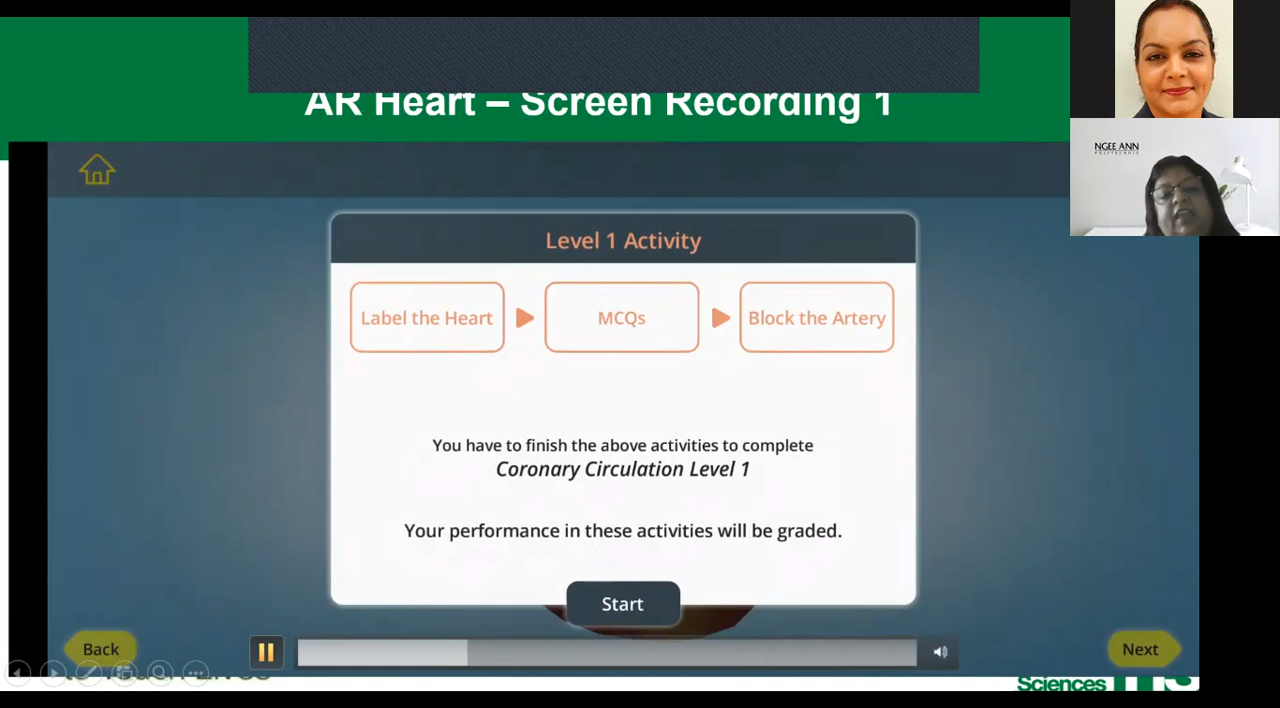 AR Heart – Screen Recording 1
NGEE ANN
POLYTECHNIC
Level 1 Activity
Label the Heart
MCQs
Block the Artery
You have to finish the above activities to complete
Coronary Circulation Level 1
Your performance in these activities will be graded.
Start
Back
Next
Sciences